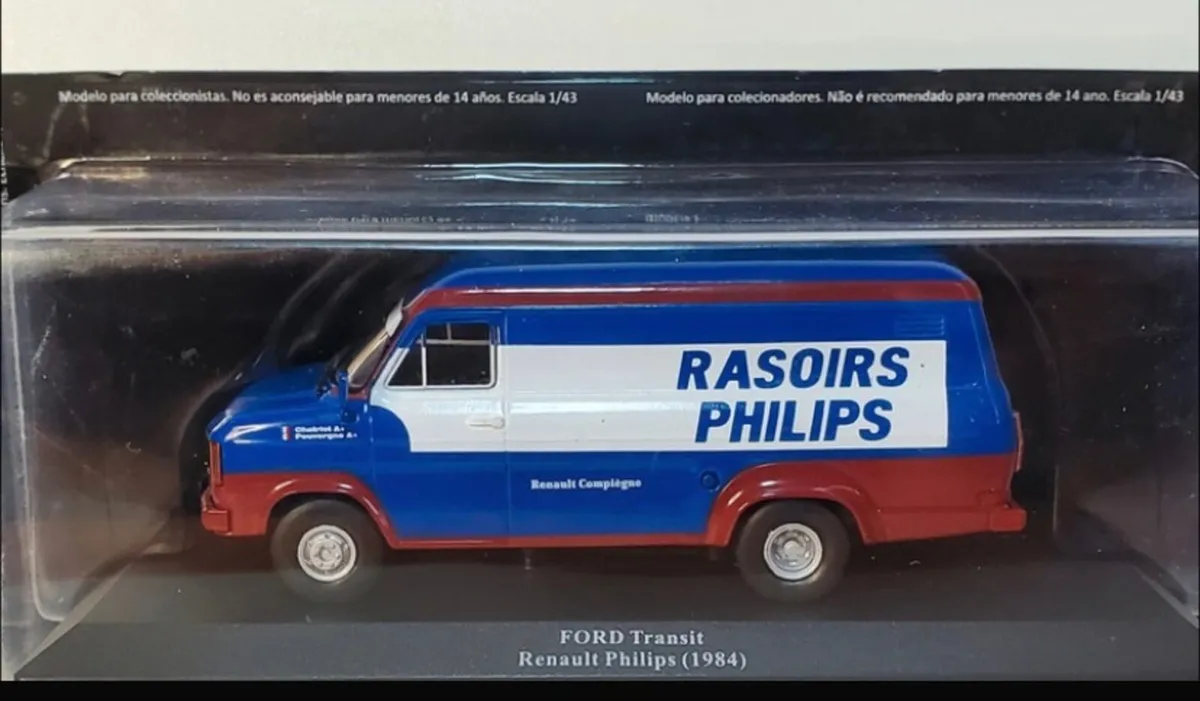 Modelo para coleccionistas. No es aconsejable para menores de 14 años. Escala 1/43
Modelo para colecionadores. Não é recomendado para menores de 14 ano. Escala 1/43
RASOIRS
PHILIPS
Chatriot A+
A+
Renault Compiègne
FORD Transit
Renault Philips (1984)